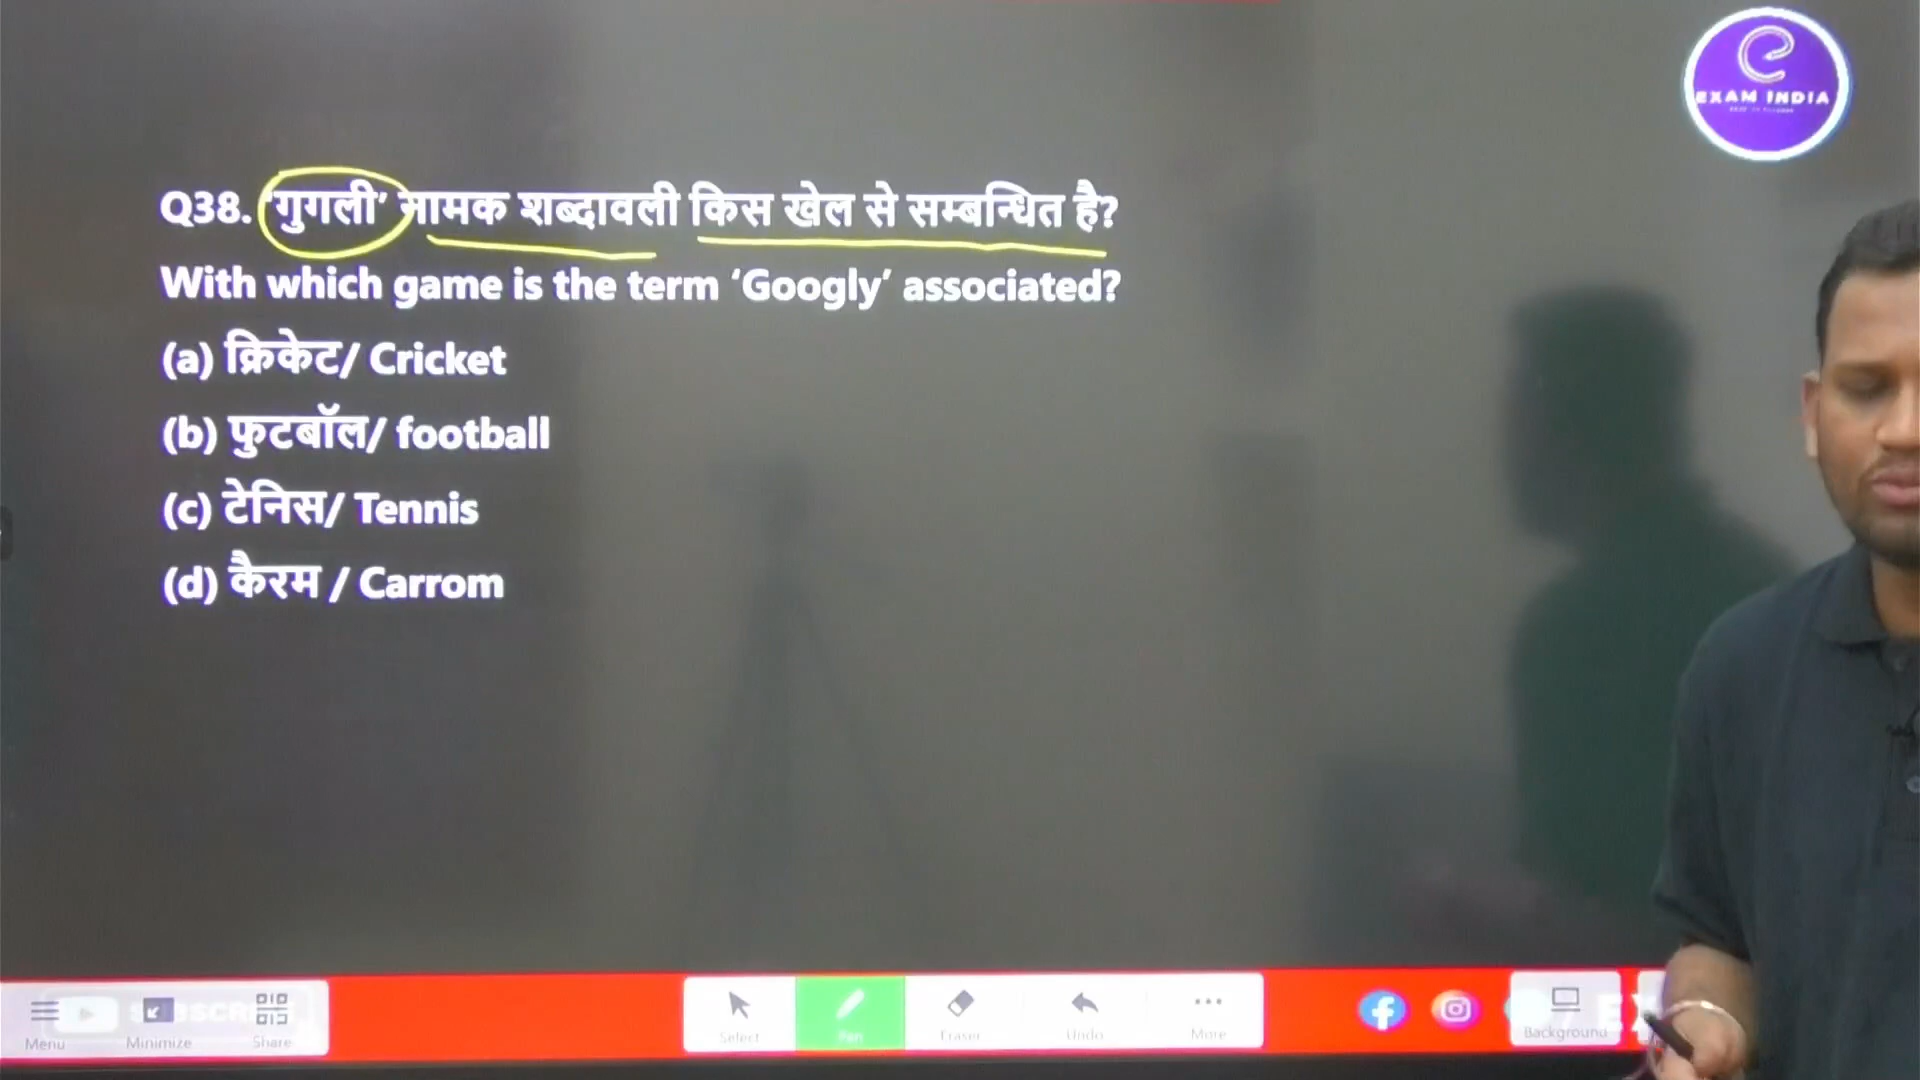 EXAM INDIA
Q38. 'गुगली' नामक शब्दावली किस खेल से सम्बन्धित है?
With which game is the term ‘Googly’ associated?
(a) क्रिकेट/ Cricket
(b) फुटबॉल/ football
(c) टेनिस/ Tennis
(d) कैरम / Carrom
Menu Minimize Share Select Pen Eraser Undo More Background